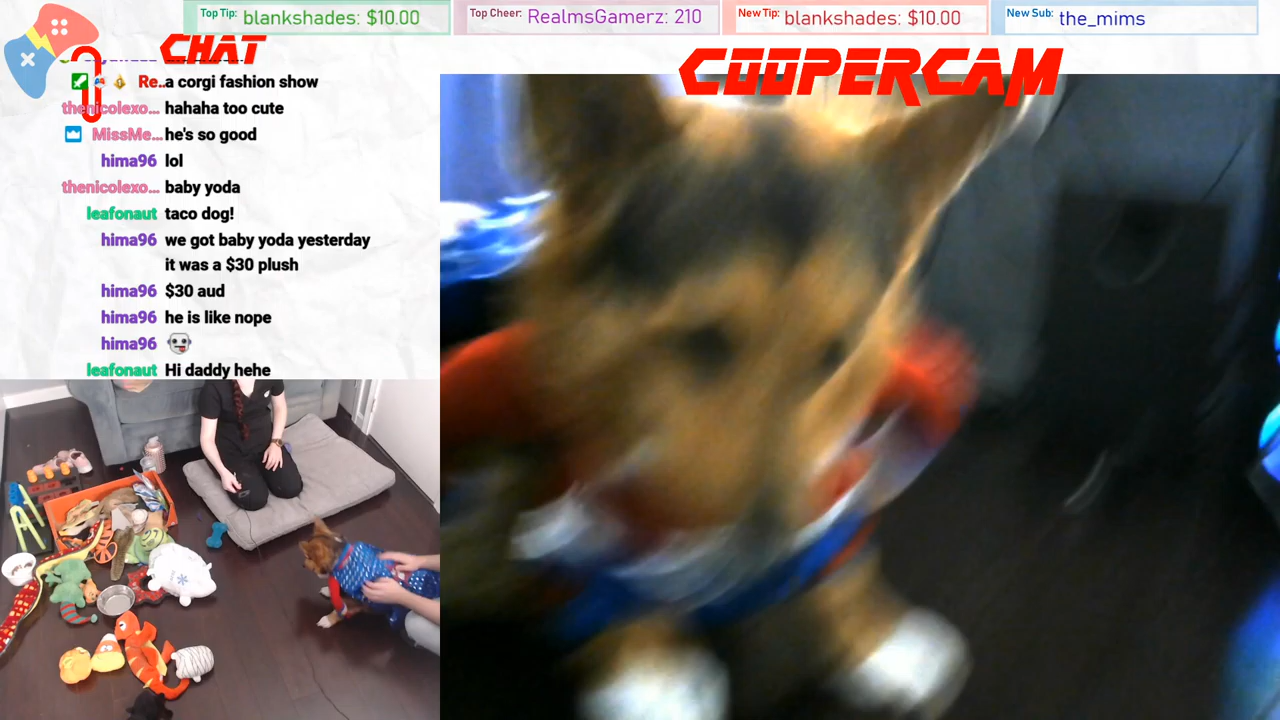 Top Tip: blankshades: $10.00
Top Cheer: RealmsGamerz: 210
New Tip: blankshades: $10.00
New Sub: the_mims
CHAT
COOPERCAM
Re..a corgi fashion show
thenicolexo... hahaha too cute
MissMe... he's so good
hima96 lol
thenicolexo... baby yoda
leafonaut taco dog!
hima96 we got baby yoda yesterday
it was a $30 plush
hima96 $30 aud
hima96 he is like nope
hima96
leafonaut Hi daddy hehe